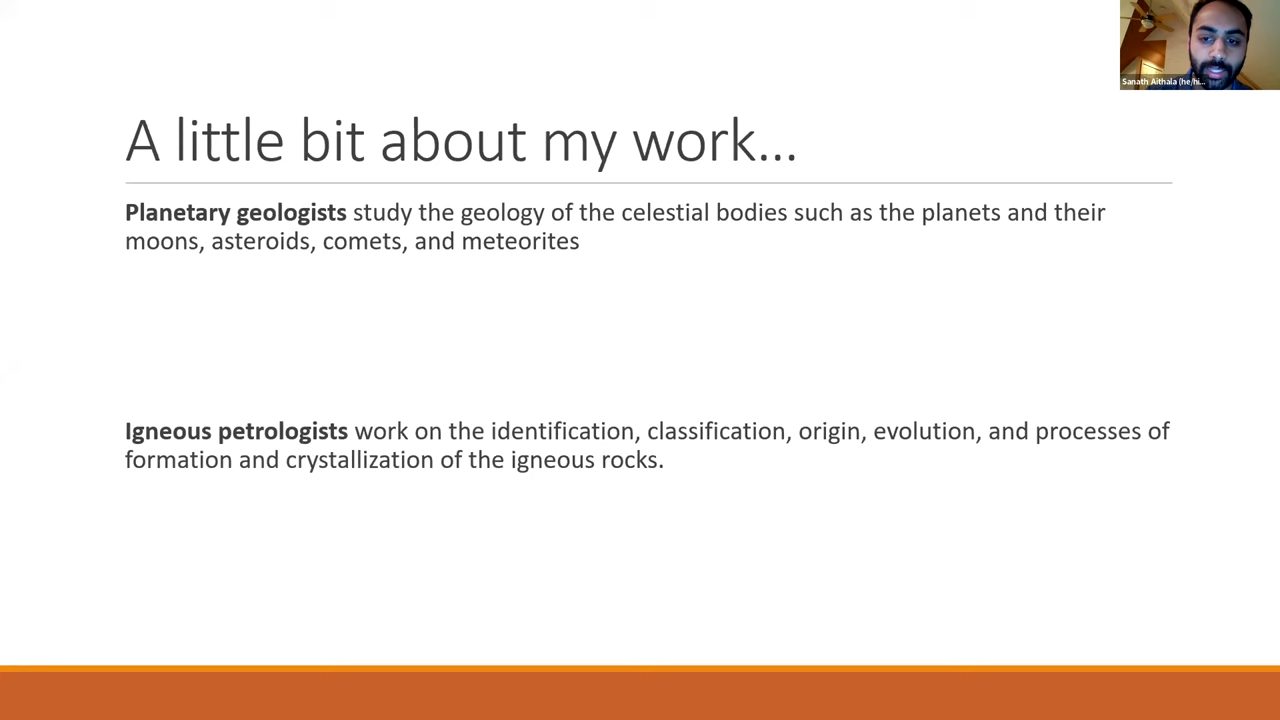 Sanath Aithala (he/hi...
A little bit about my work...
Planetary geologists study the geology of the celestial bodies such as the planets and their
moons, asteroids, comets, and meteorites
Igneous petrologists work on the identification, classification, origin, evolution, and processes of
formation and crystallization of the igneous rocks.